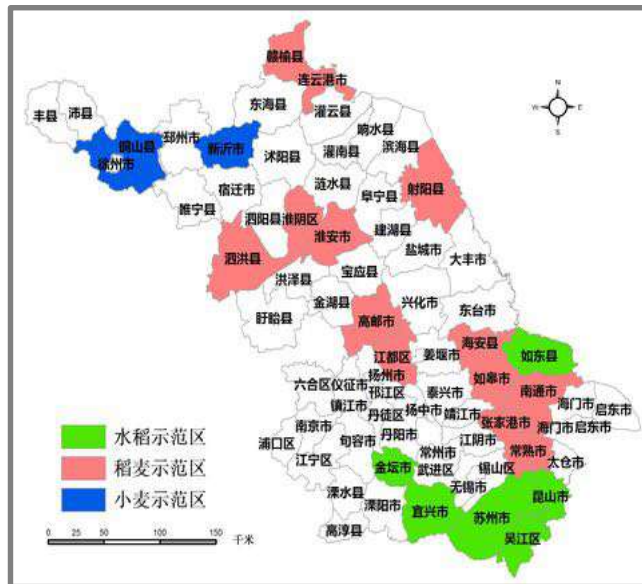 赣榆县
连云港市
东海县
灌云县
丰县
沛县
响水县
铜山县
徐州市
邳州市
新沂市
沭阳县
灌南县
滨海县
宿迁市
涟水县
阜宁县
射阳县
睢宁县
泗阳县
淮阴区
淮安市
建湖县
盐城市
泗洪县
大丰市
洪泽县
宝应县
金湖县
兴化市
东台市
盱眙县
高邮市
海安县
如东县
江都区
姜堰市
扬州市
如皋市
南通市
六合区
仪征市
邗江区
泰兴市
海门市
启东市
镇江市
丹徒区
扬中市
靖江市
张家港市
海门市
启东市
南京市
浦口区
句容市
丹阳市
江阴市
常州市
常熟市
江宁区
金坛市
武进区
锡山区
太仓市
无锡市
溧水县
溧阳市
宜兴市
苏州市
昆山市
高淳县
吴江区
水稻示范区
稻麦示范区
小麦示范区
0 50 100 150
千米
N
W
E
S